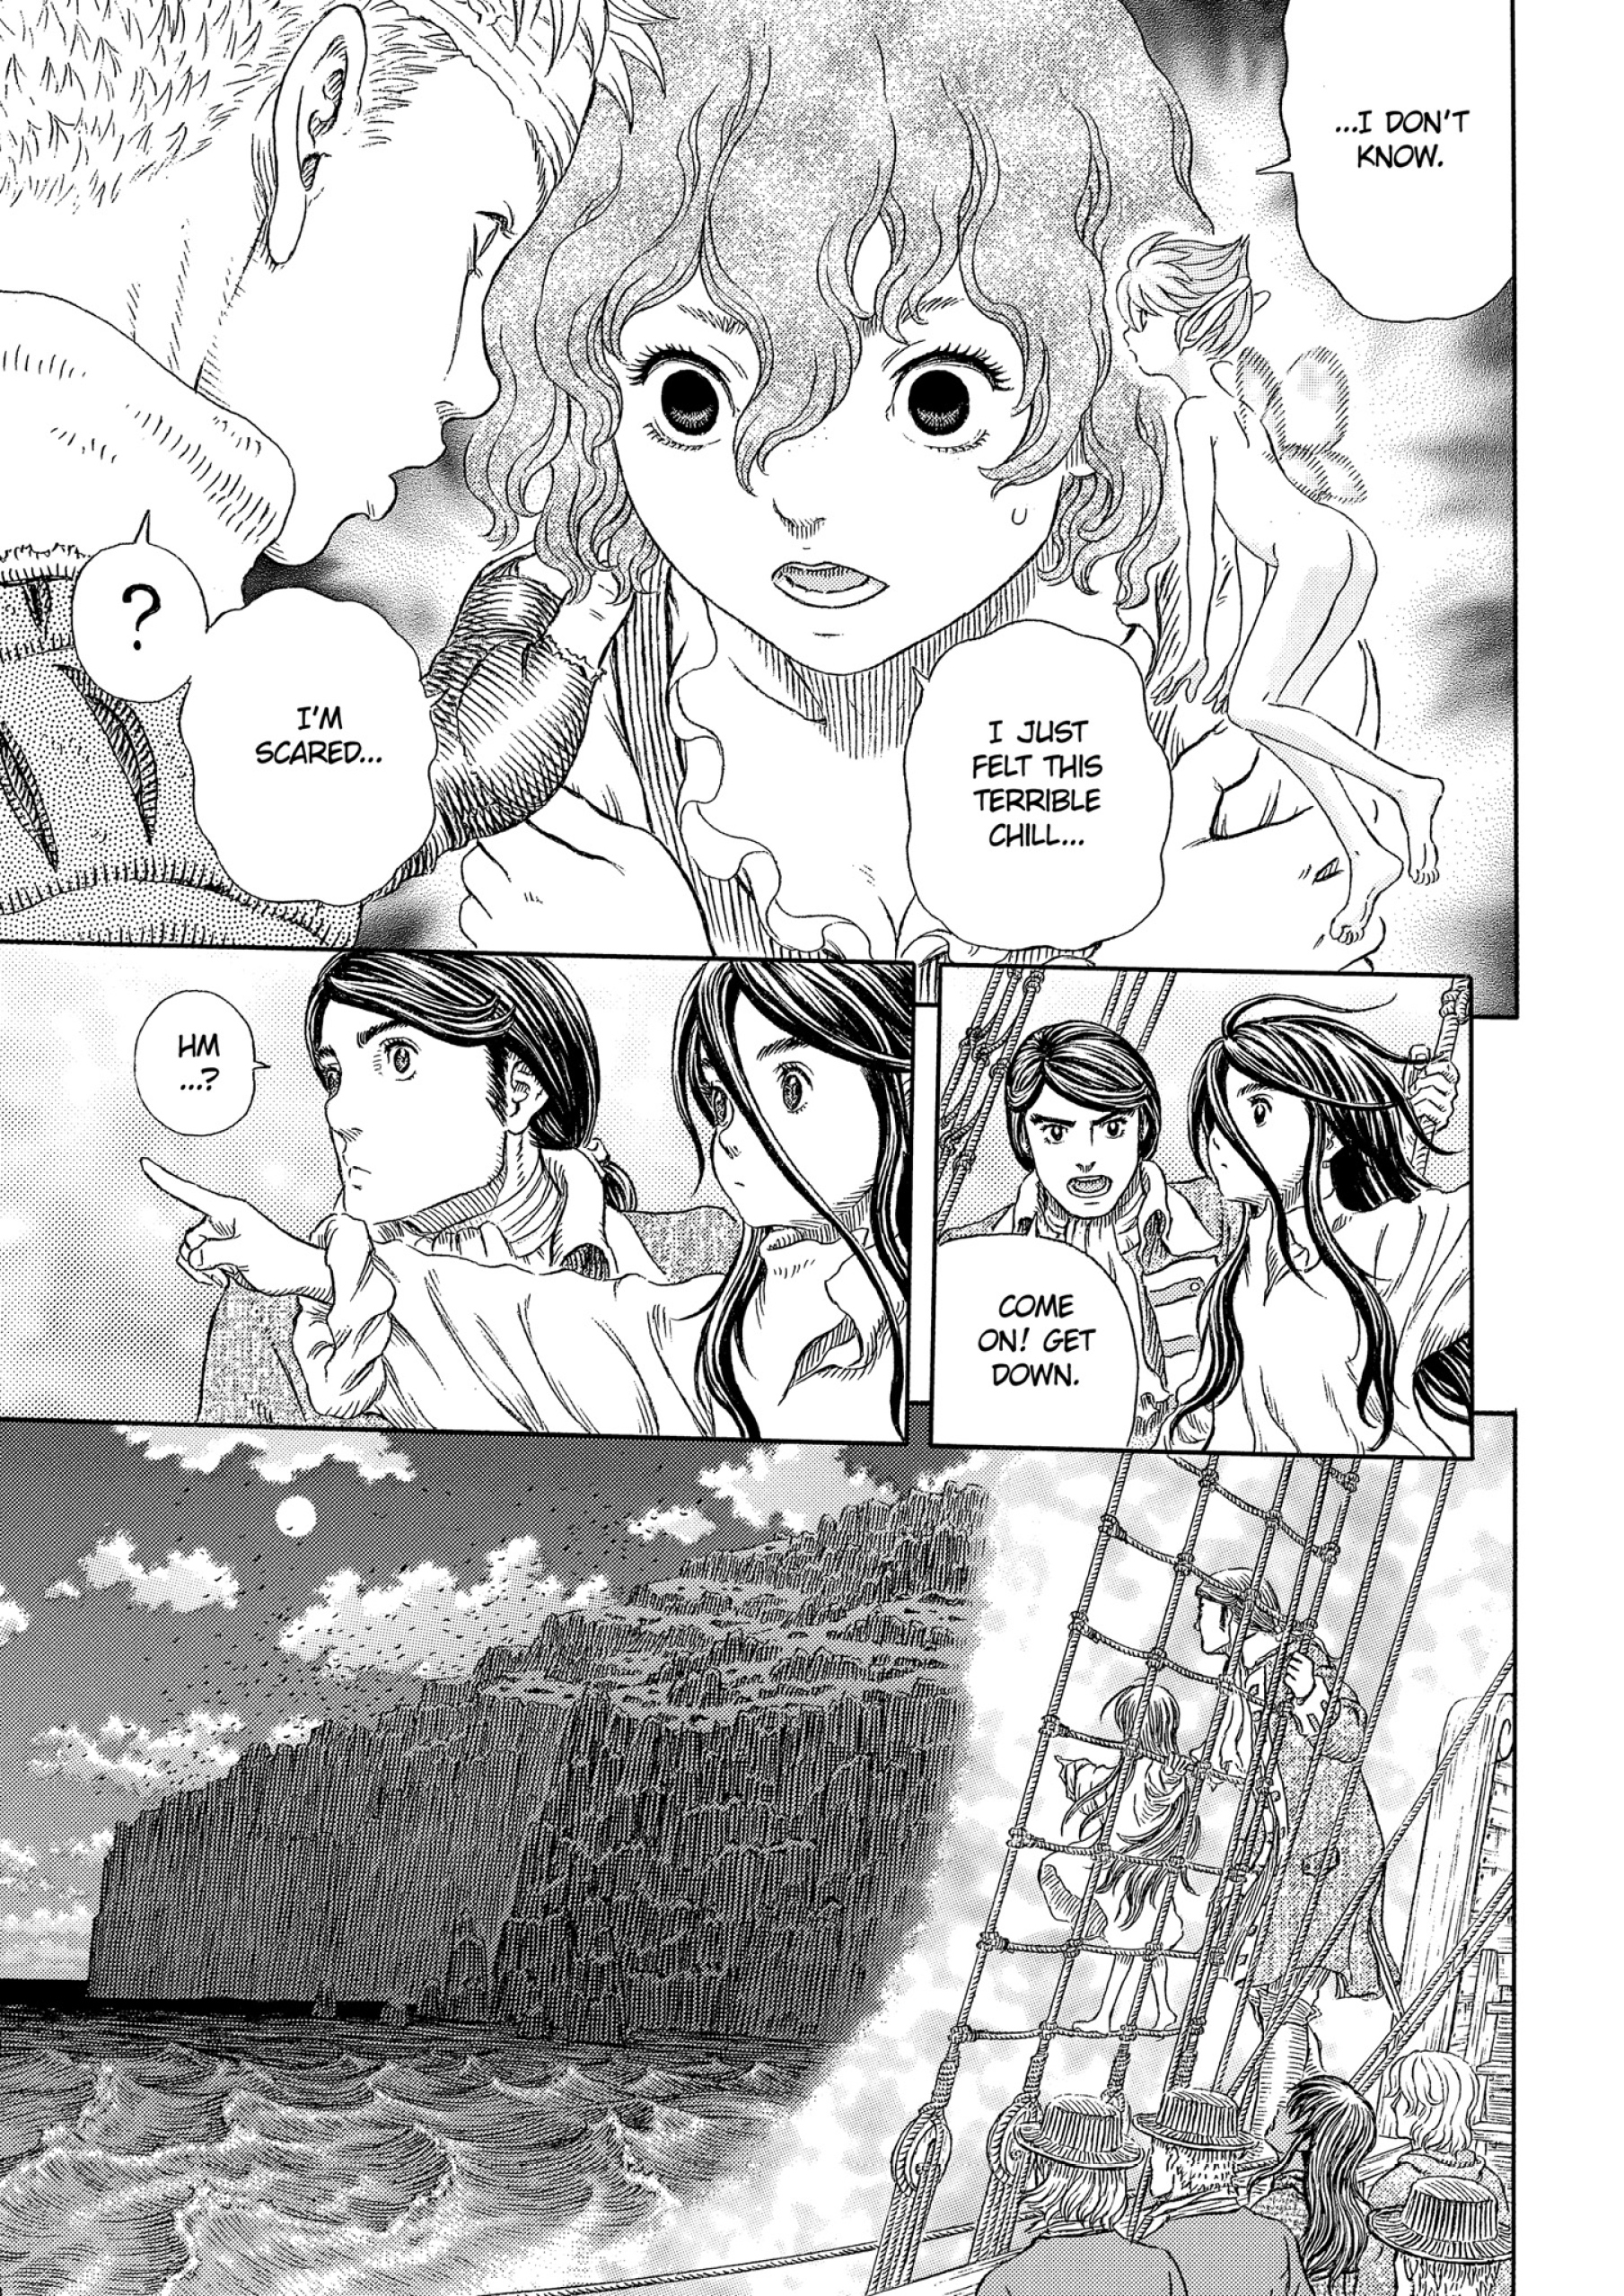 ...I DON'T
KNOW.
I JUST
FELT THIS
TERRIBLE
CHILL...
I'M
SCARED...
?
COME
ON! GET
DOWN.
HM
...?